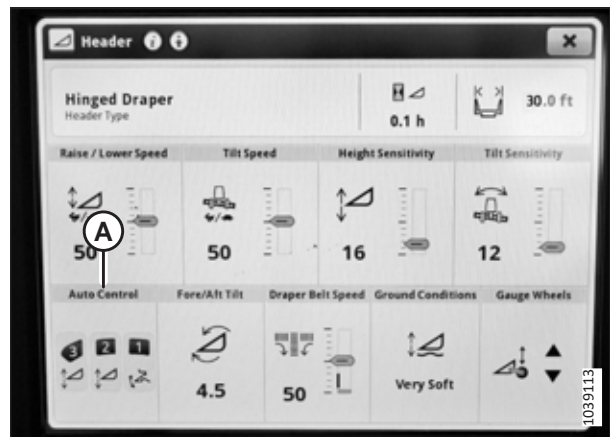 Header
Hinged Draper
Header Type
0.1 h
30.0 ft
Raise / Lower Speed
Tilt Speed
Height Sensitivity
Tilt Sensitivity
50
50
16
12
A
Auto Control
Fore/Aft Tilt
Draper Belt Speed
Ground Conditions
Gauge Wheels
3 2 1
4.5
50
Very Soft
1039113